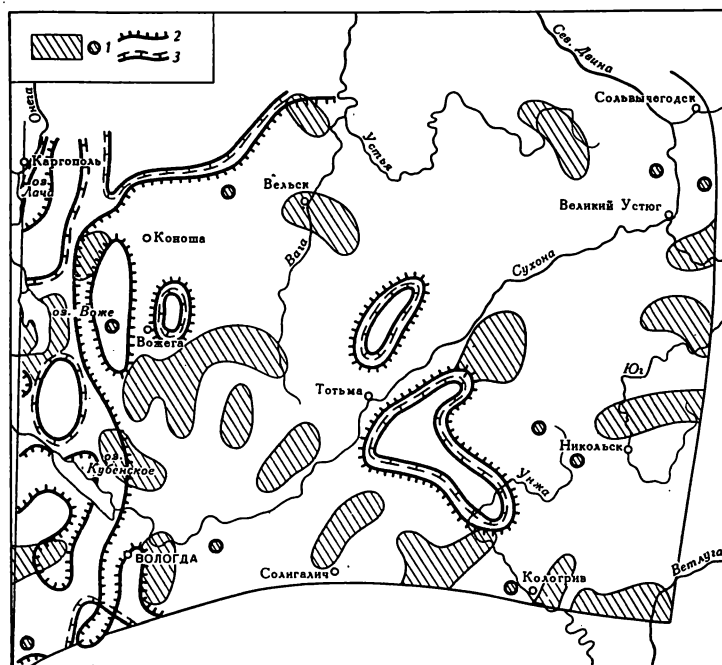 1
2
3
Сев. Двина
Сольвычегодск
Онега
Каргополь
оз. Лача
Устья
Вельск
Великий Устюг
Коноша
Вага
Сухона
оз. Воже
Вожега
Тотьма
Юг
Никольск
оз.
Кубенское
Унжа
ВОЛОГДА
Солигалич
Кологрив
Ветлуга